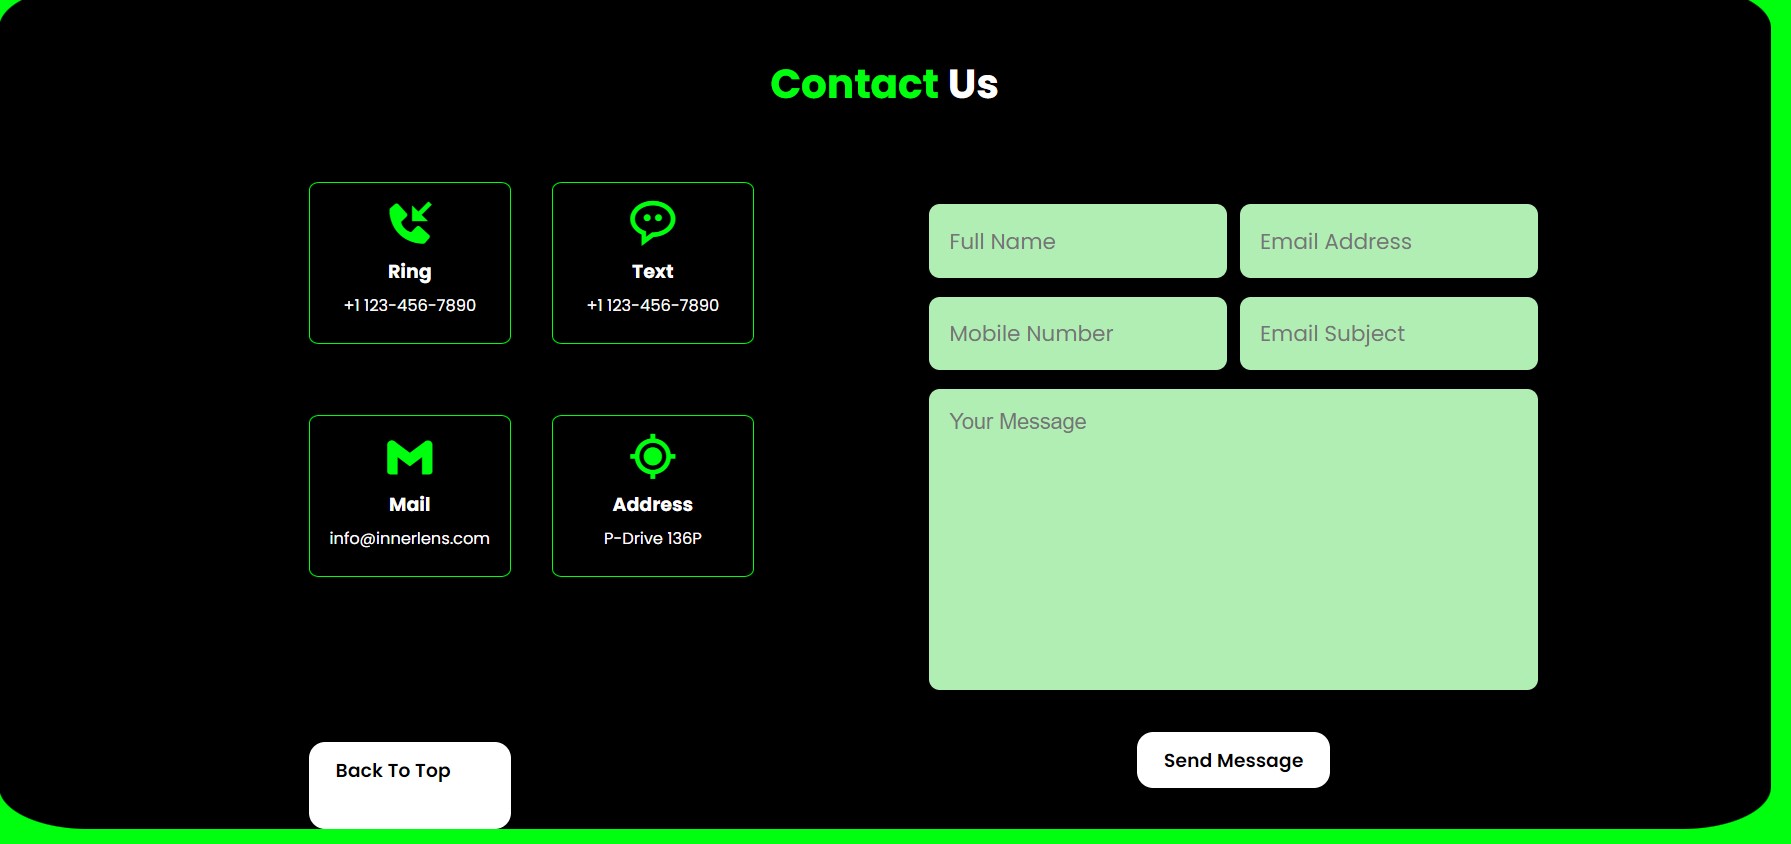 Contact Us
Ring
+1 123-456-7890
Text
+1 123-456-7890
Mail
info@innerlens.com
Address
P-Drive 136P
Back To Top
Full Name
Email Address
Mobile Number
Email Subject
Your Message
Send Message